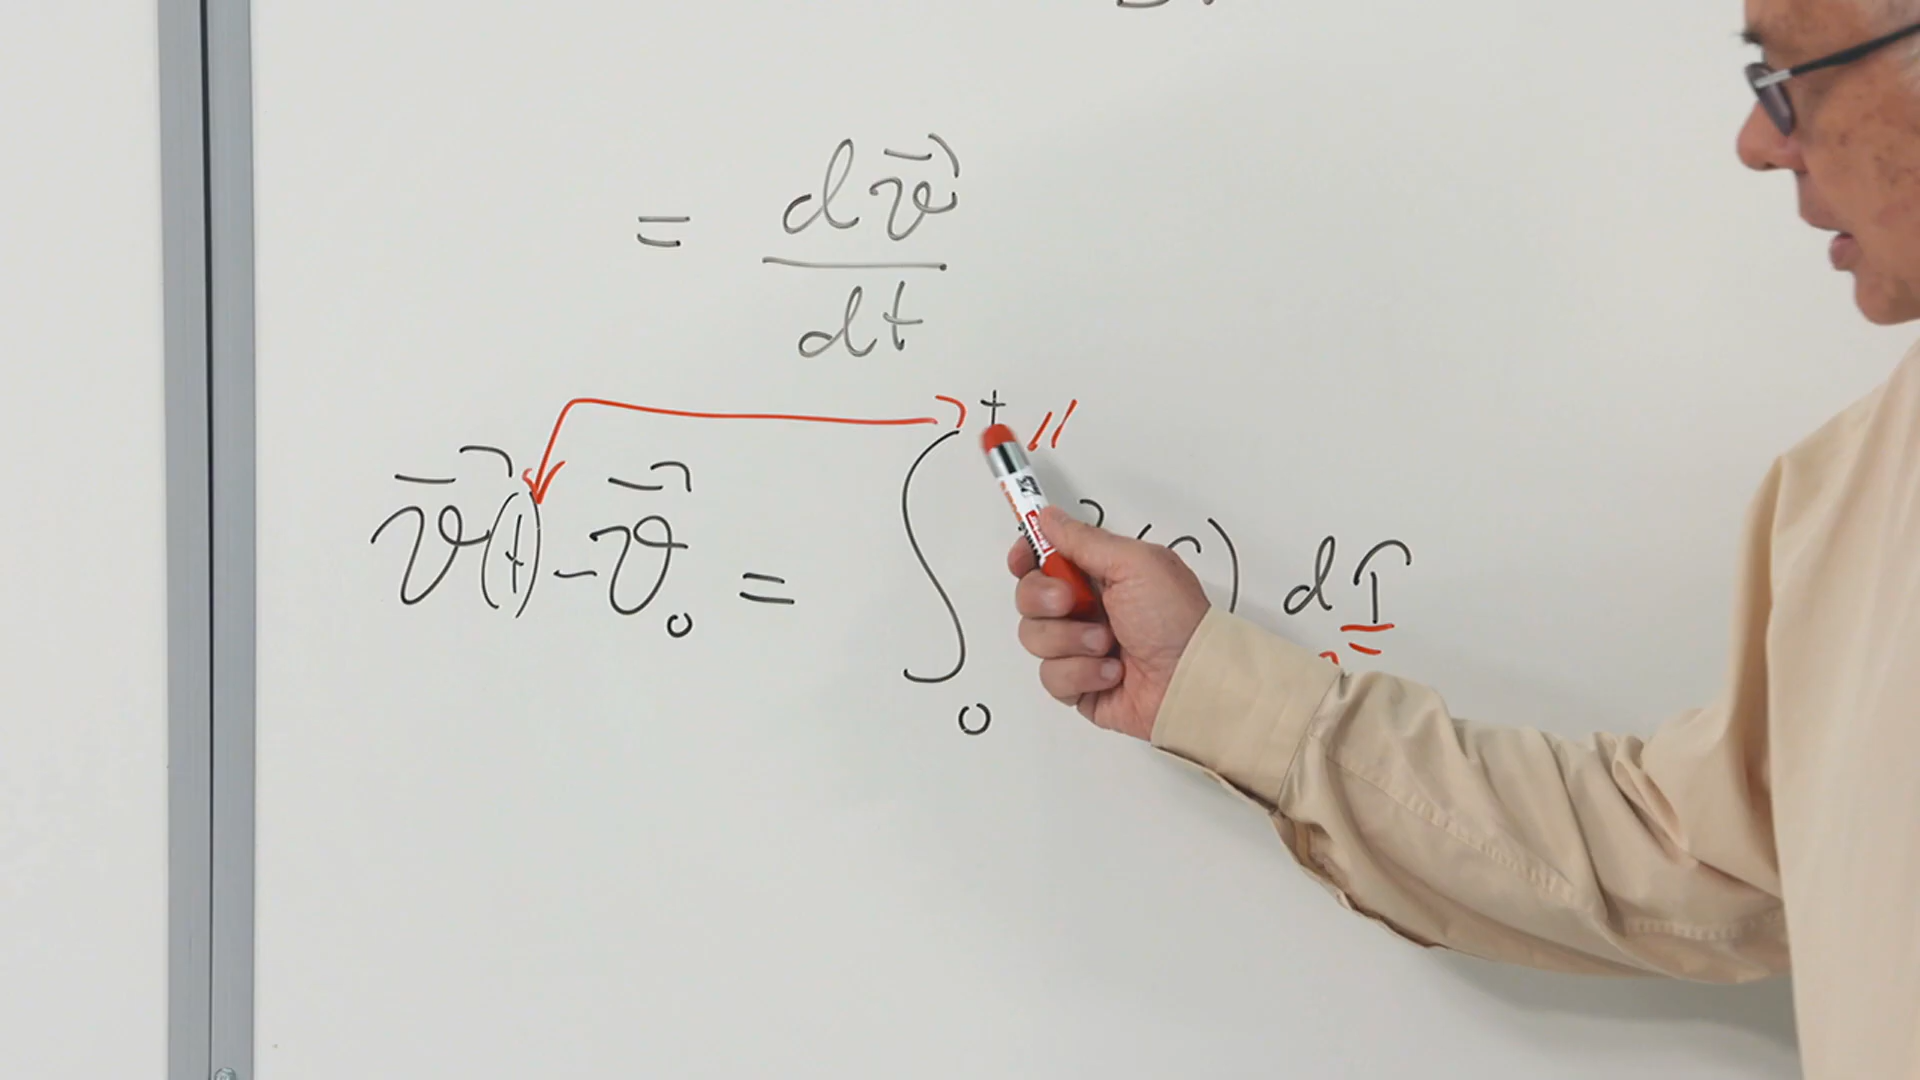 = dv⃗
dt
v⃗(t) - v⃗₀ = ∫₀ᵗ (τ) dτ